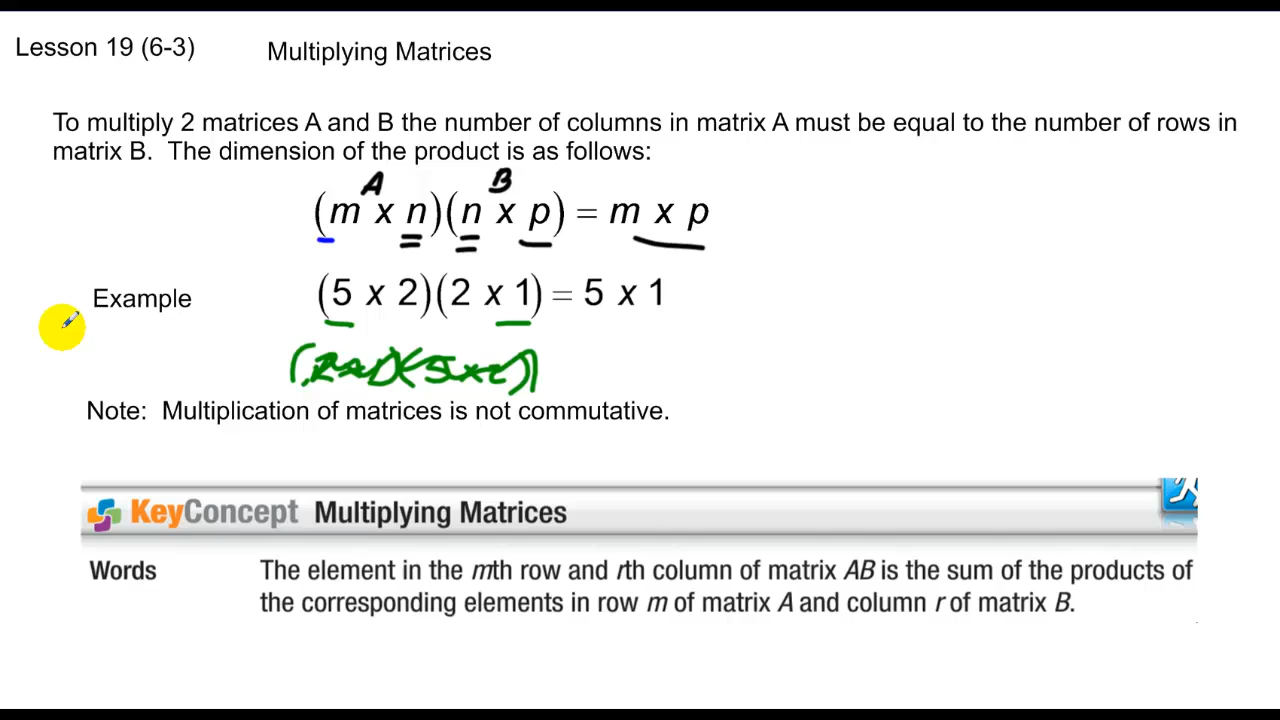 Lesson 19 (6-3)
Multiplying Matrices
To multiply 2 matrices A and B the number of columns in matrix A must be equal to the number of rows in
matrix B. The dimension of the product is as follows:
A B
(m x n)(n x p) = m x p
Example
(5 x 2)(2 x 1) = 5 x 1
Note: Multiplication of matrices is not commutative.
KeyConcept Multiplying Matrices
Words
The element in the mth row and rth column of matrix AB is the sum of the products of
the corresponding elements in row m of matrix A and column r of matrix B.